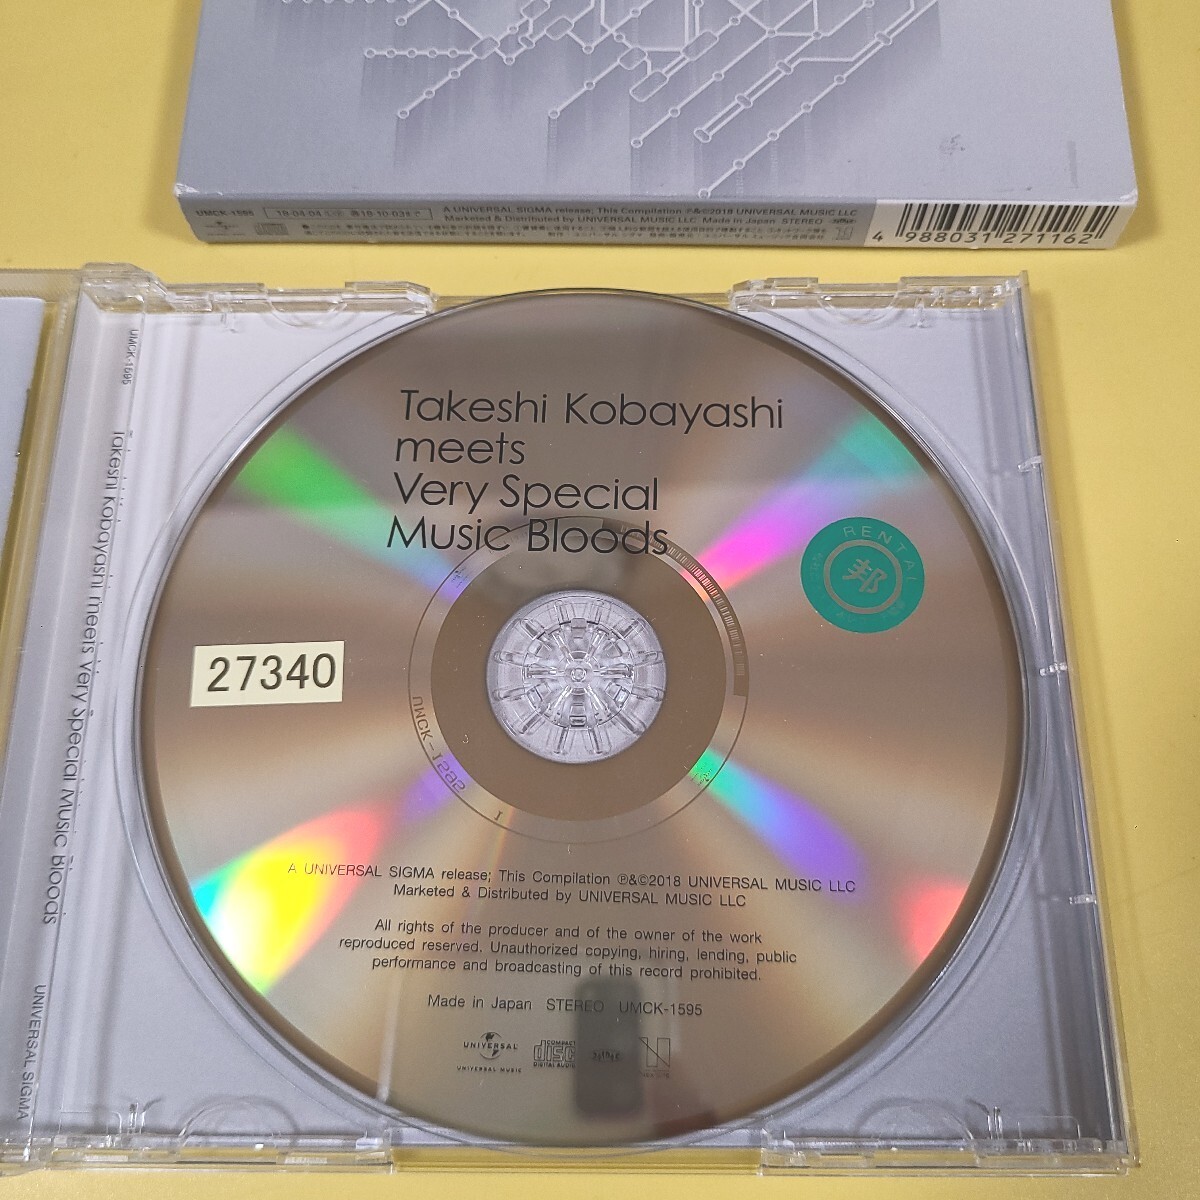 UMCK-1595
18·04·04
A UNIVERSAL SIGMA release; This Compilation ℗&©2018 UNIVERSAL MUSIC LLC
Marketed & Distributed by UNIVERSAL MUSIC LLC Made in Japan STEREO
4 988031 271162
UMCK-1595
Takeshi Kobayashi meets Very Special Music Bloods
UNIVERSAL SIGMA
Takeshi Kobayashi
meets
Very Special
Music Bloods
RENTAL
邦
27340
A UNIVERSAL SIGMA release; This Compilation ℗&©2018 UNIVERSAL MUSIC LLC
Marketed & Distributed by UNIVERSAL MUSIC LLC
All rights of the producer and of the owner of the work
reproduced reserved. Unauthorized copying, hiring, lending, public
performance and broadcasting of this record prohibited.
Made in Japan STEREO UMCK-1595
UNIVERSAL
UNIVERSAL MUSIC
COMPACT
disc
DIGITAL AUDIO